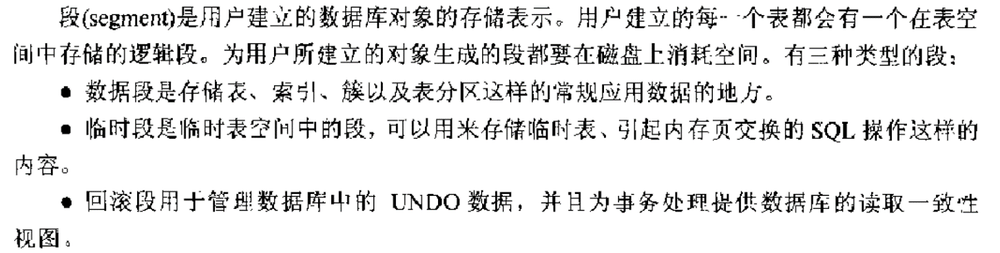 段(segment)是用户建立的数据库对象的存储表示。用户建立的每一个表都会有一个在表空
间中存储的逻辑段。为用户所建立的对象生成的段都要在磁盘上消耗空间。有三种类型的段：
● 数据段是存储表、索引、簇以及表分区这样的常规应用数据的地方。
● 临时段是临时表空间中的段，可以用来存储临时表、引起内存页交换的 SQL 操作这样的
内容。
● 回滚段用于管理数据库中的 UNDO 数据，并且为事务处理提供数据库的读取一致性
视图。